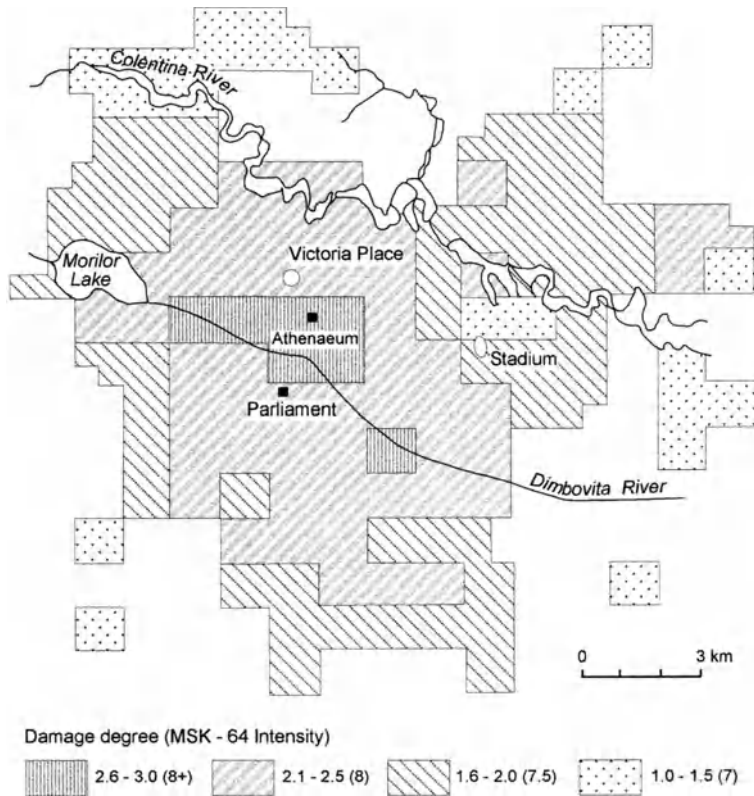 Colentina River
Victoria Place
Morilor
Lake
Athenaeum
Stadium
Parliament
Dimbovita River
0 3 km
Damage degree (MSK - 64 Intensity)
2.6 - 3.0 (8+) 2.1 - 2.5 (8) 1.6 - 2.0 (7.5) 1.0 - 1.5 (7)